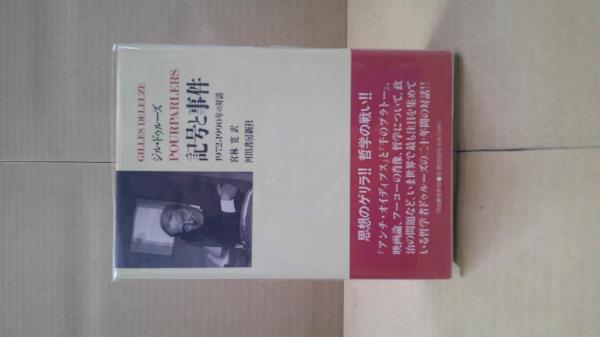 GILLES DELEUZE
ジル・ドゥルーズ
POURPARLERS
記号と事件
1972-1990年の対話
宮林 寛 訳
河出書房新社
思想のゲリラ!! 哲学の戦い!!
『アンチ・オイディプス』と『千のプラトー』、
映画論、フーコーの肖像、哲学について、政
治の問題など、いま世界で最も注目を集めて
いる哲学者ドゥルーズの二十年間の対話!!